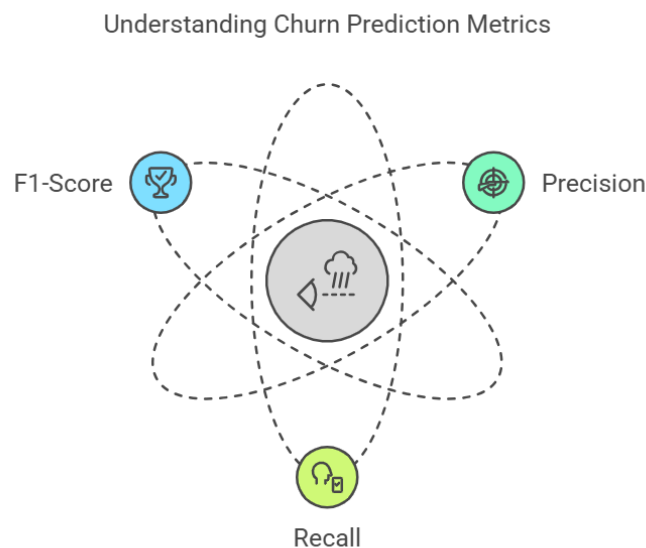 Understanding Churn Prediction Metrics
F1-Score
Precision
Recall